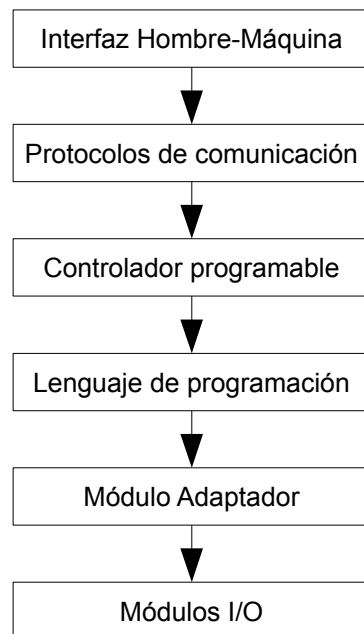 Interfaz Hombre-Máquina
Protocolos de comunicación
Controlador programable
Lenguaje de programación
Módulo Adaptador
Módulos I/O